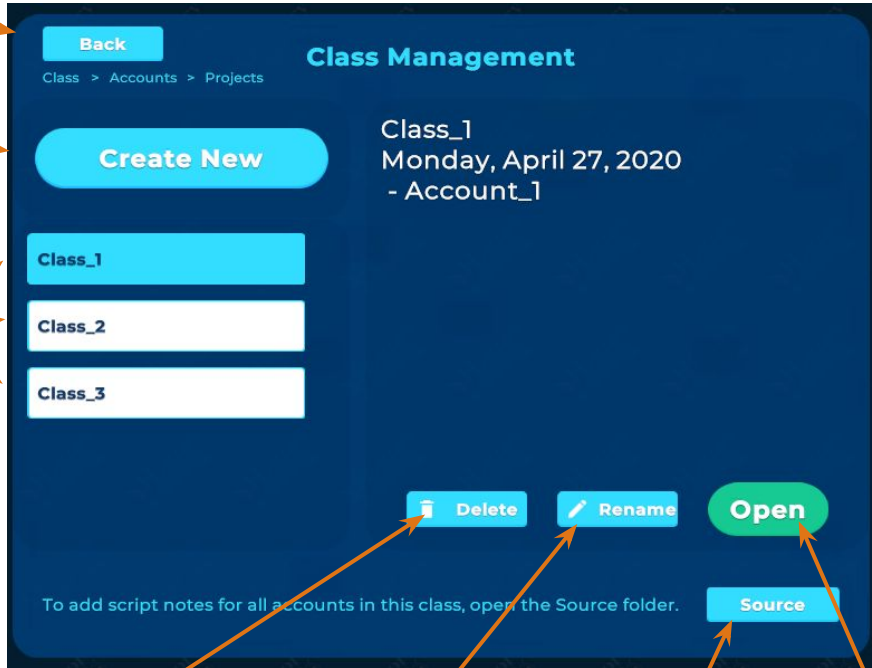 Back
Class Management
Class > Accounts > Projects
Create New
Class_1
Monday, April 27, 2020
- Account_1
Class_1
Class_2
Class_3
Delete
Rename
Open
To add script notes for all accounts in this class, open the Source folder.
Source